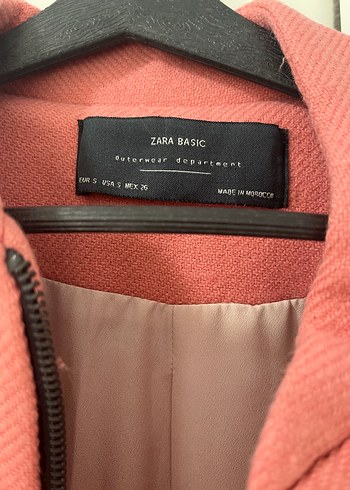 ZARA BASIC
outerwear department
EUR S USA S MEX 26 MADE IN MOROCCO